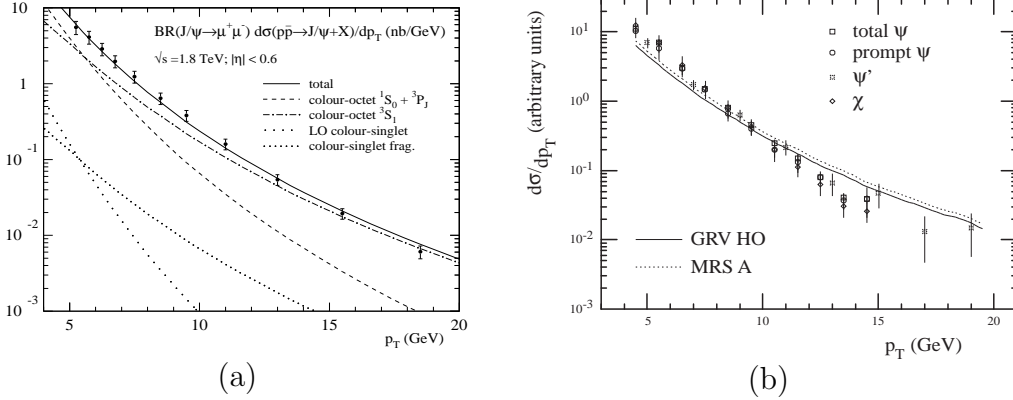 BR(J/ψ→μ⁺μ⁻) dσ(pp̄→J/ψ+X)/dp_T (nb/GeV)
√s =1.8 TeV; |η| < 0.6
total
colour-octet ¹S₀ + ³P_J
colour-octet ³S₁
LO colour-singlet
colour-singlet frag.
10
1
10⁻¹
10⁻²
10⁻³
5
10
15
20
p_T (GeV)
(a)
dσ/dp_T (arbitrary units)
total ψ
prompt ψ
ψ'
χ
GRV HO
MRS A
10²
10¹
10⁰
10⁻¹
10⁻²
10⁻³
5
10
15
20
p_T (GeV)
(b)